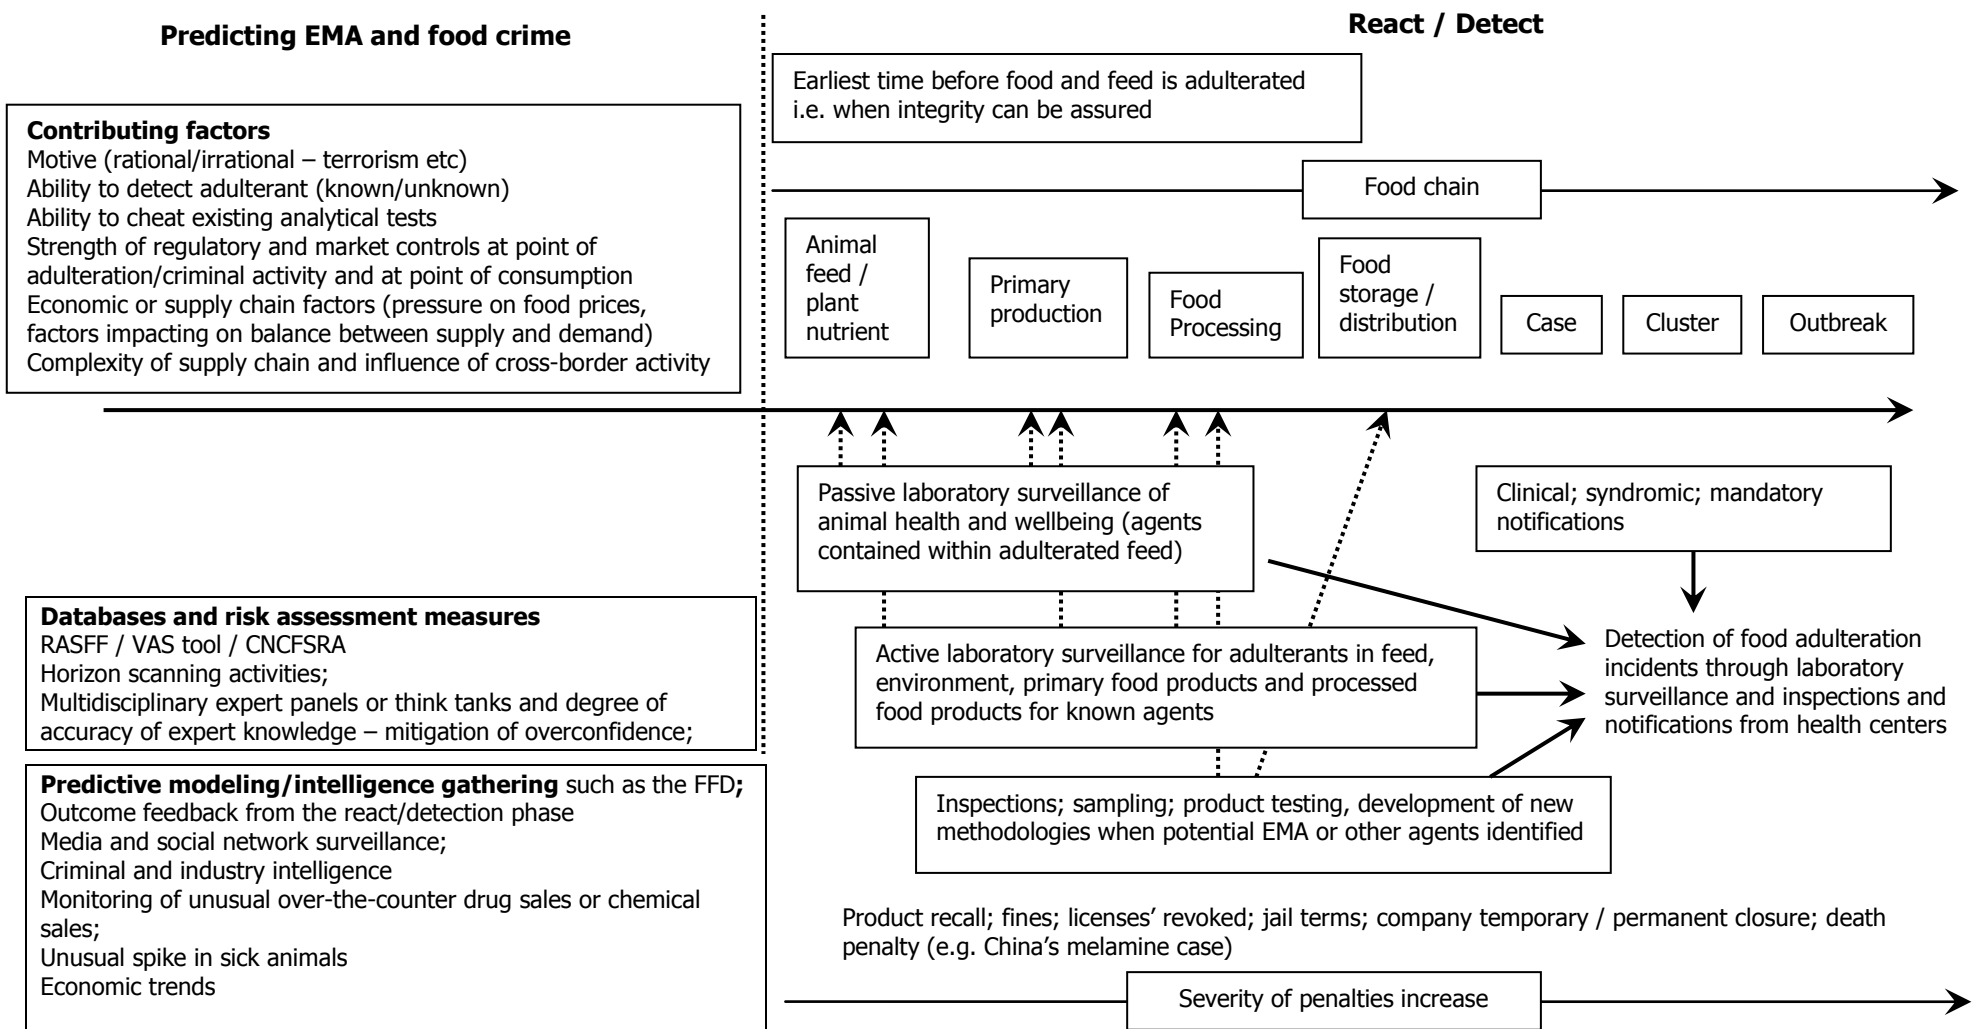 Predicting EMA and food crime
Contributing factors
Motive (rational/irrational – terrorism etc)
Ability to detect adulterant (known/unknown)
Ability to cheat existing analytical tests
Strength of regulatory and market controls at point of
adulteration/criminal activity and at point of consumption
Economic or supply chain factors (pressure on food prices,
factors impacting on balance between supply and demand)
Complexity of supply chain and influence of cross-border activity
Databases and risk assessment measures
RASFF / VAS tool / CNCFSRA
Horizon scanning activities;
Multidisciplinary expert panels or think tanks and degree of
accuracy of expert knowledge – mitigation of overconfidence;
Predictive modeling/intelligence gathering such as the FFD;
Outcome feedback from the react/detection phase
Media and social network surveillance;
Criminal and industry intelligence
Monitoring of unusual over-the-counter drug sales or chemical
sales;
Unusual spike in sick animals
Economic trends
React / Detect
Earliest time before food and feed is adulterated
i.e. when integrity can be assured
Food chain
Animal
feed /
plant
nutrient
Primary
production
Food
Processing
Food
storage /
distribution
Case
Cluster
Outbreak
Passive laboratory surveillance of
animal health and wellbeing (agents
contained within adulterated feed)
Clinical; syndromic; mandatory
notifications
Active laboratory surveillance for adulterants in feed,
environment, primary food products and processed
food products for known agents
Detection of food adulteration
incidents through laboratory
surveillance and inspections and
notifications from health centers
Inspections; sampling; product testing, development of new
methodologies when potential EMA or other agents identified
Product recall; fines; licenses’ revoked; jail terms; company temporary / permanent closure; death
penalty (e.g. China’s melamine case)
Severity of penalties increase